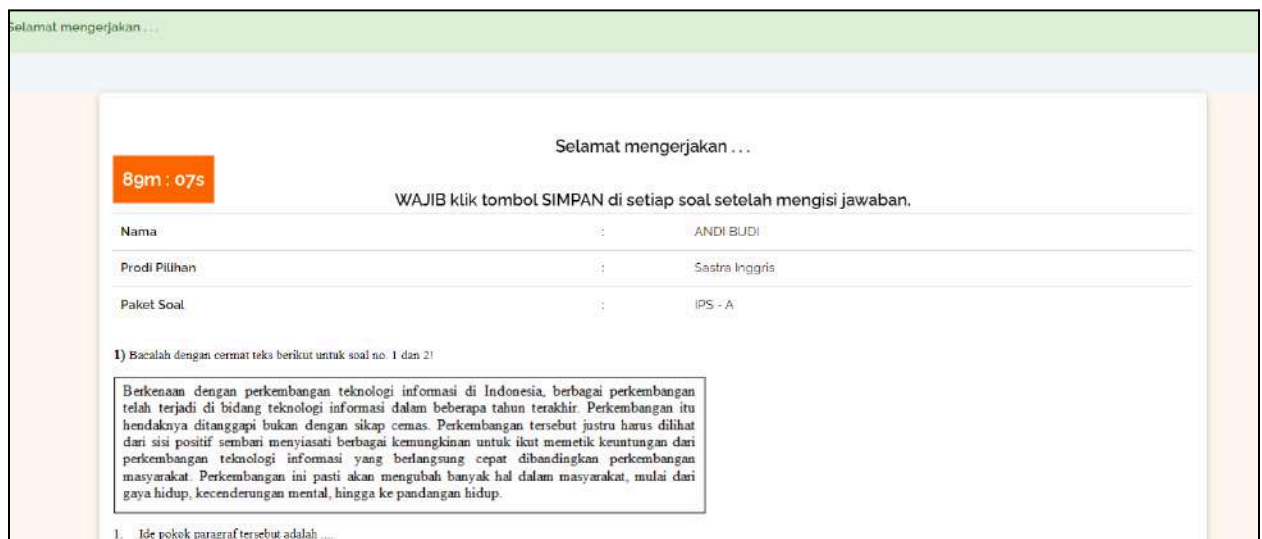 Selamat mengerjakan . . .
Selamat mengerjakan . . .
89m : 07s
WAJIB klik tombol SIMPAN di setiap soal setelah mengisi jawaban.
Nama : ANDI BUDI
Prodi Pilihan : Sastra Inggris
Paket Soal : IPS - A
1) Bacalah dengan cermat teks berikut untuk soal no. 1 dan 2!
Berkenaan dengan perkembangan teknologi informasi di Indonesia, berbagai perkembangan
telah terjadi di bidang teknologi informasi dalam beberapa tahun terakhir. Perkembangan itu
hendaknya ditanggapi bukan dengan sikap cemas. Perkembangan tersebut justru harus dilihat
dari sisi positif sembari menyiasati berbagai kemungkinan untuk ikut memetik keuntungan dari
perkembangan teknologi informasi yang berlangsung cepat dibandingkan perkembangan
masyarakat. Perkembangan ini pasti akan mengubah banyak hal dalam masyarakat, mulai dari
gaya hidup, kecenderungan mental, hingga ke pandangan hidup.
1. Ide pokok paragraf tersebut adalah ....